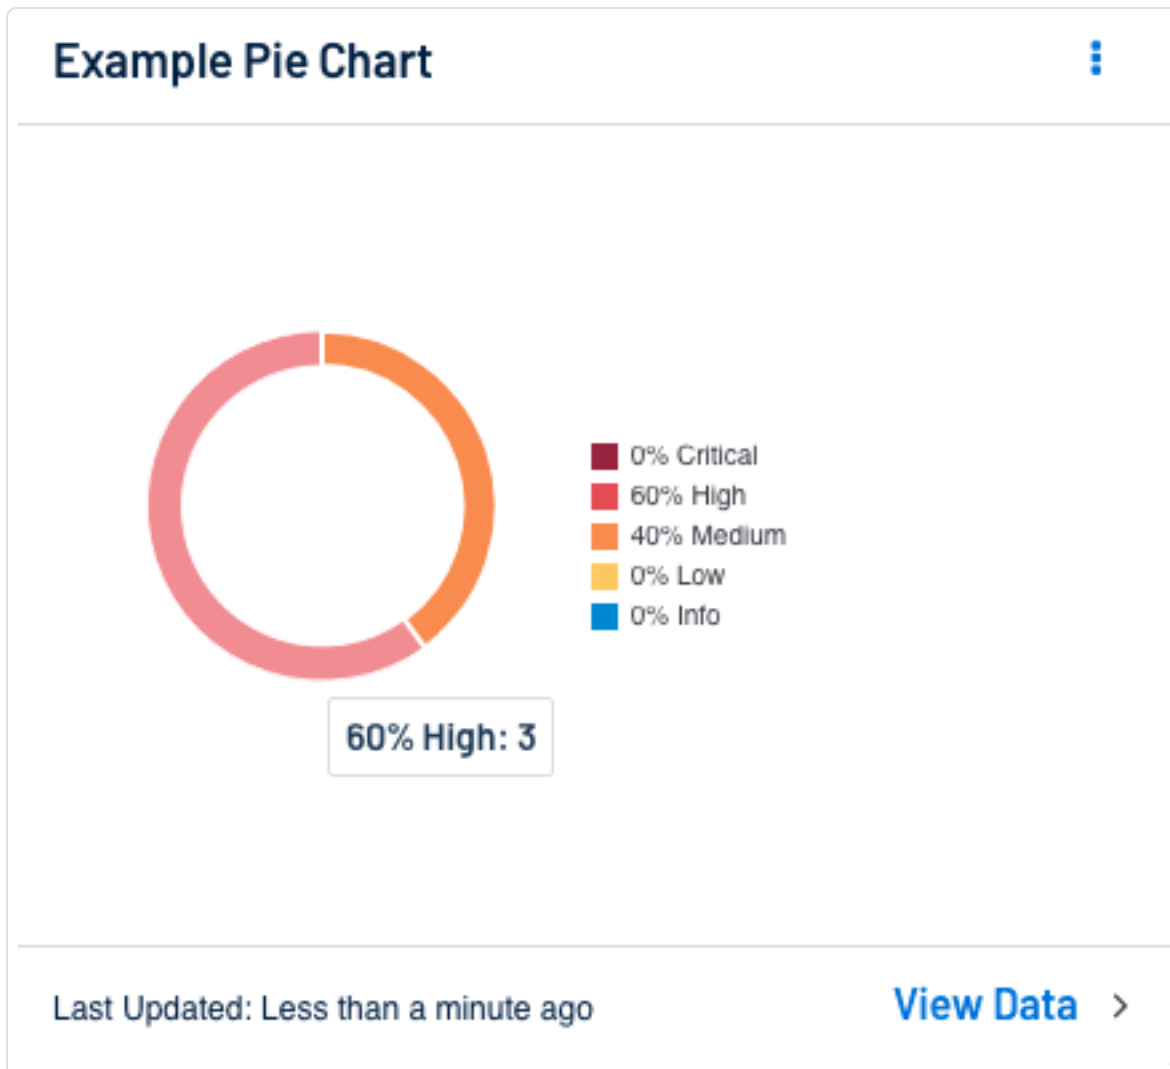 Example Pie Chart
0% Critical
60% High
40% Medium
0% Low
0% Info
60% High: 3
Last Updated: Less than a minute ago
View Data